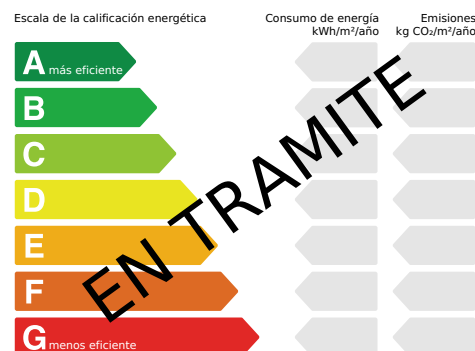 Escala de la calificación energética
Consumo de energía
kWh/m²/año
Emisiones
kg CO₂/m²/año
A más eficiente
B
C
D
E
F
G menos eficiente
EN TRAMITE